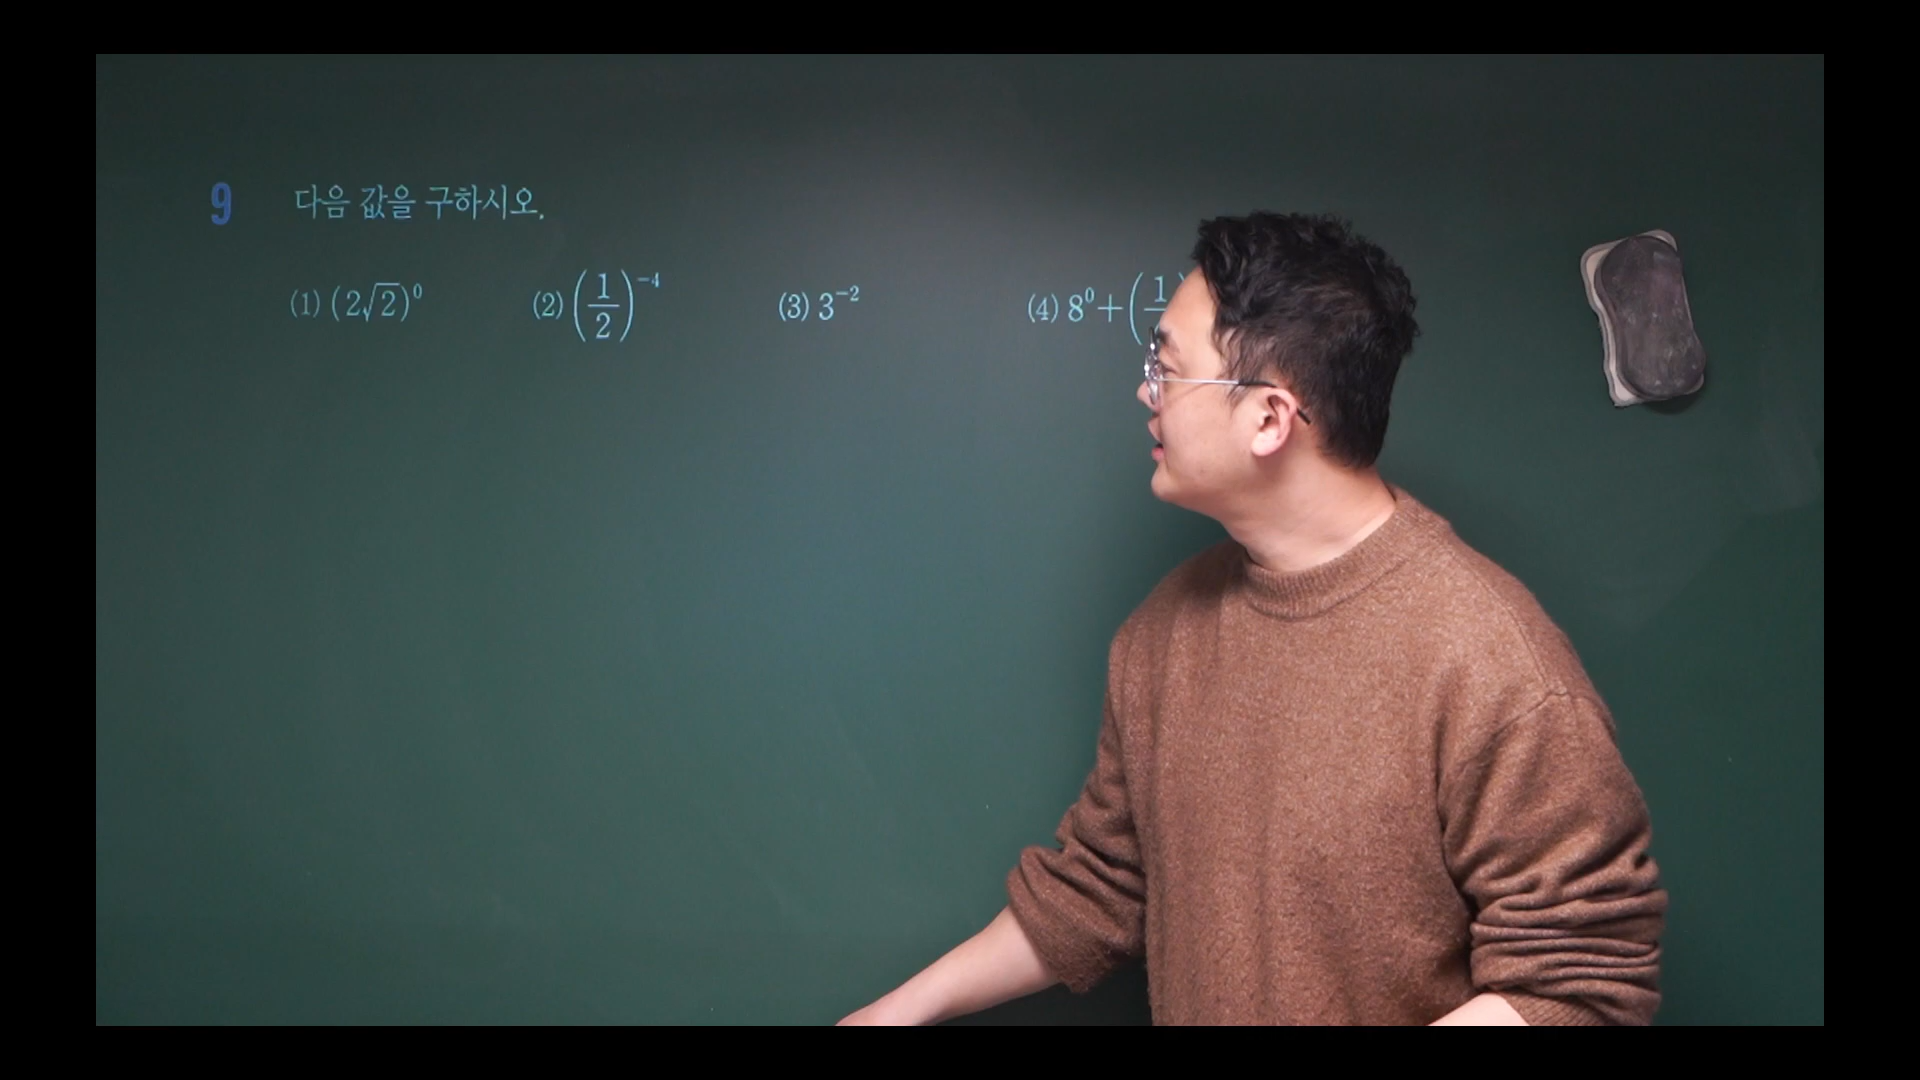 9 다음 값을 구하시오.
(1) (2√2)⁰ (2) (1/2)⁻⁴ (3) 3⁻² (4) 8⁰+(1